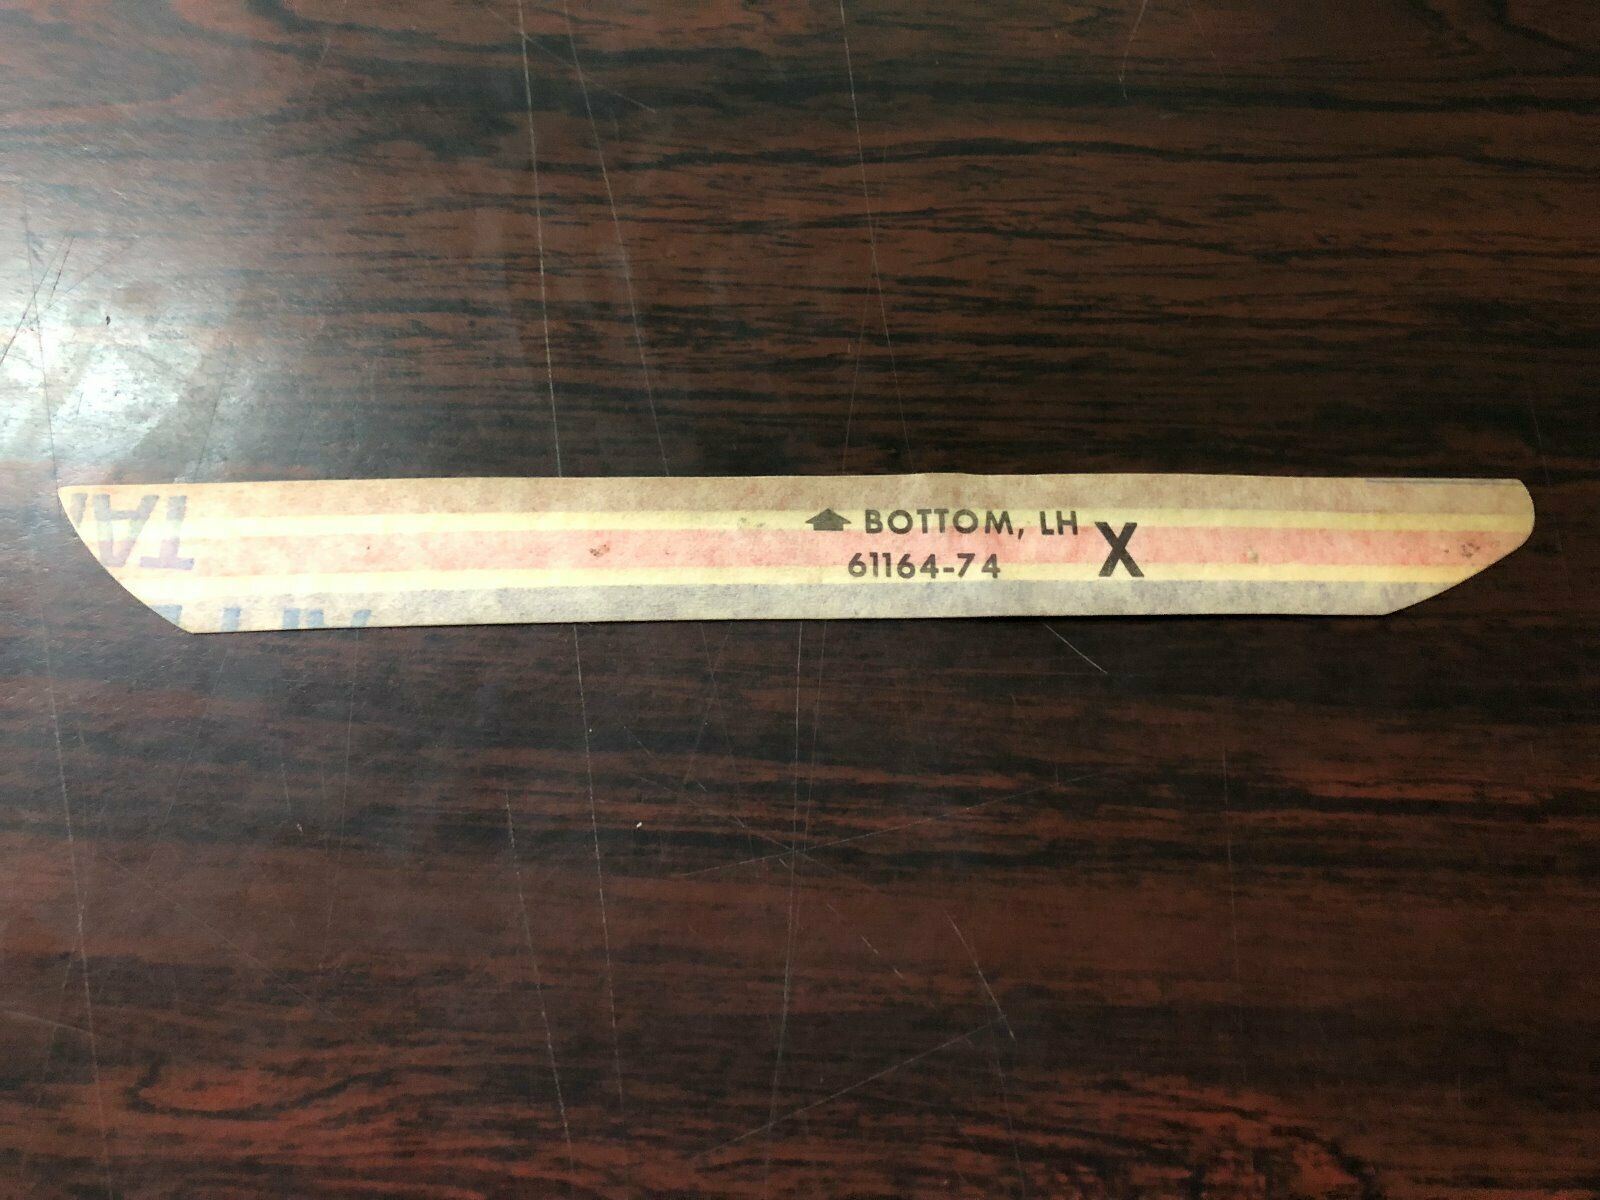 BOTTOM, LH
61164-74
X